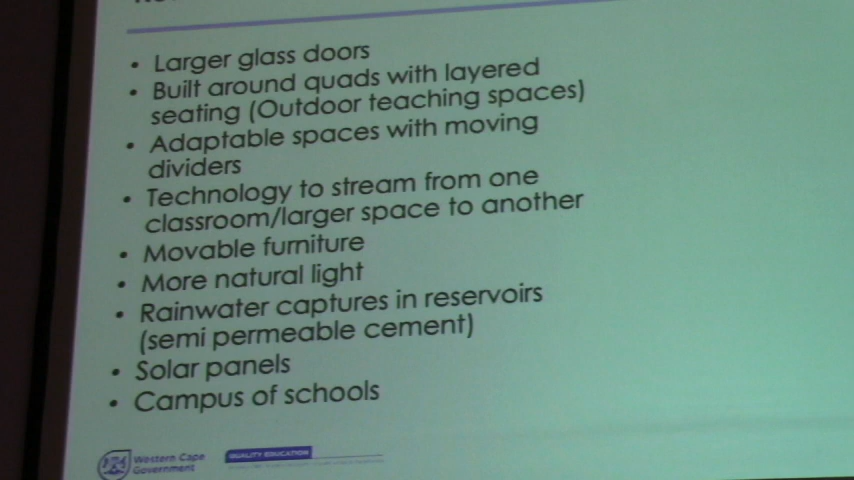 • Larger glass doors
• Built around quads with layered
seating (Outdoor teaching spaces)
• Adaptable spaces with moving
dividers
• Technology to stream from one
classroom/larger space to another
• Movable furniture
• More natural light
• Rainwater captures in reservoirs
(semi permeable cement)
• Solar panels
• Campus of schools
Western Cape
Government
QUALITY EDUCATION